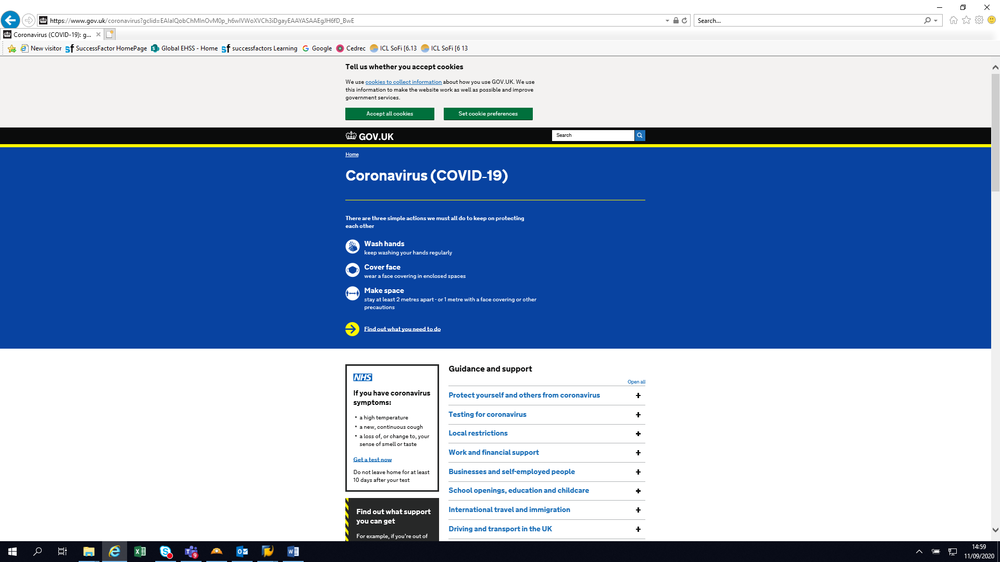 https://www.gov.uk/coronavirus?gclid=EAIaIQobChMInOvM0p_h6wIVWoXVCh3iDgayEAAYASAAEgJH6fD_BwE
Search...
Coronavirus (COVID-19): g...
New visitor
SuccessFactor HomePage
Global EHSS - Home
successfactors Learning
Google
Cedrec
ICL SoFi [6.13
ICL SoFi [6 13
Tell us whether you accept cookies
We use cookies to collect information about how you use GOV.UK. We use
this information to make the website work as well as possible and improve
government services.
Accept all cookies
Set cookie preferences
GOV.UK
Search
Home
Coronavirus (COVID-19)
There are three simple actions we must all do to keep on protecting
each other
Wash hands
keep washing your hands regularly
Cover face
wear a face covering in enclosed spaces
Make space
stay at least 2 metres apart - or 1 metre with a face covering or other
precautions
Find out what you need to do
NHS
If you have coronavirus
symptoms:
• a high temperature
• a new, continuous cough
• a loss of, or change to, your
sense of smell or taste
Get a test now
Do not leave home for at least
10 days after your test
Find out what support
you can get
For example, if you're out of
Guidance and support
Open all
Protect yourself and others from coronavirus
Testing for coronavirus
Local restrictions
Work and financial support
Businesses and self-employed people
School openings, education and childcare
International travel and immigration
Driving and transport in the UK
9
14:59
11/09/2020